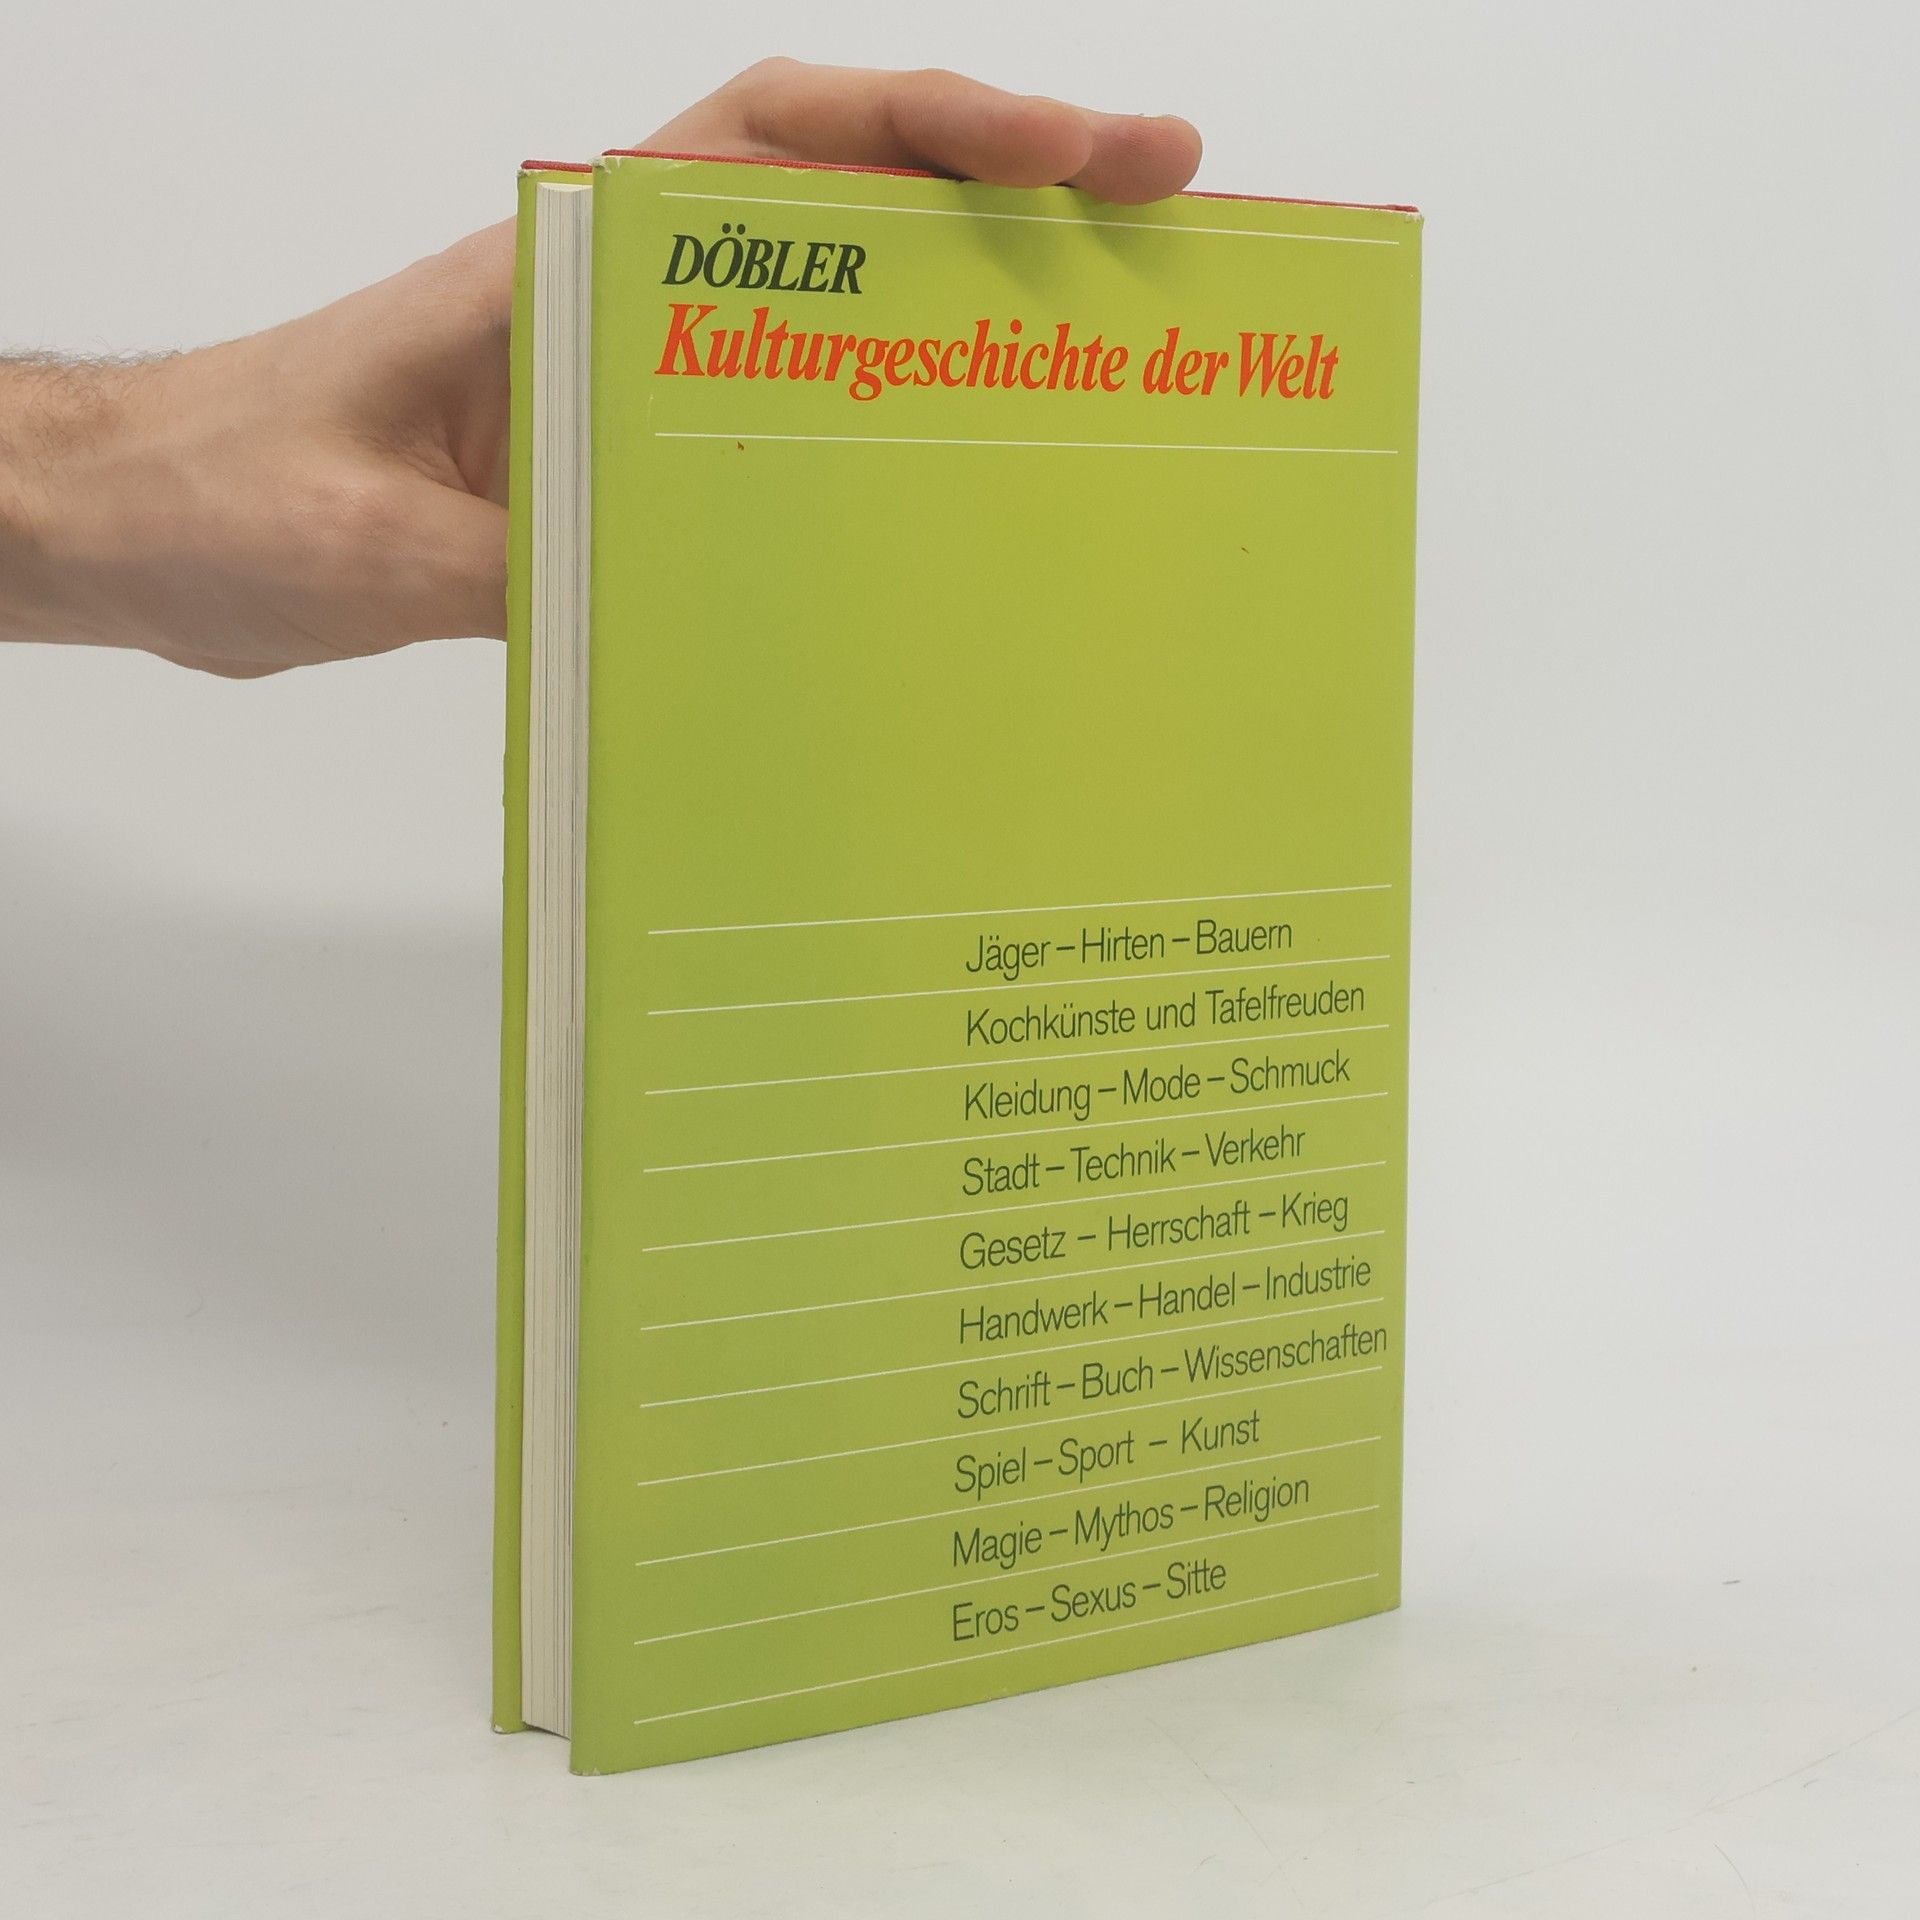 DÖBLER
Kulturgeschichte der Welt
Jäger – Hirten – Bauern
Kochkünste und Tafelfreuden
Kleidung – Mode – Schmuck
Stadt – Technik – Verkehr
Gesetz – Herrschaft – Krieg
Handwerk – Handel – Industrie
Schrift – Buch – Wissenschaften
Spiel – Sport – Kunst
Magie – Mythos – Religion
Eros – Sexus – Sitte